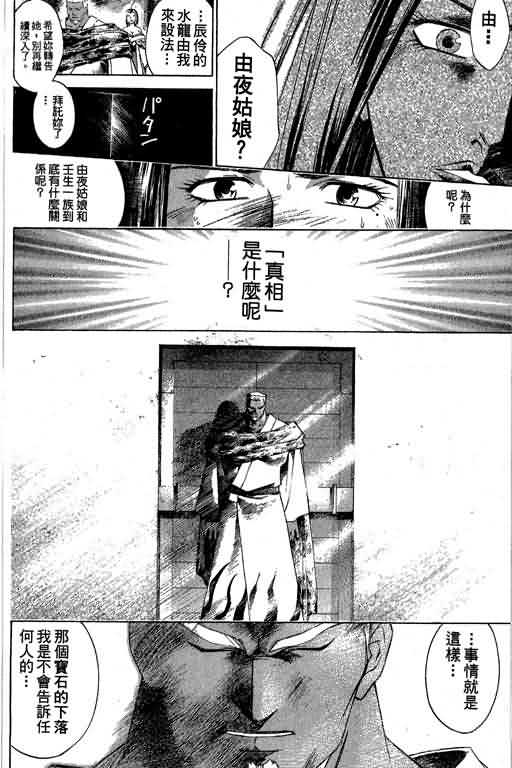 由…
由夜姑娘？
…辰伶的
水龍由我
來設法…
希望妳轉告
她，別再繼
續深入了。
拜託妳了
…
パタン
為什麼
呢？
由夜姑娘和
壬生一族到
底有什麼關
係呢？
「真相」
是什麼呢
——？
…事情就是
這樣…
那個寶石的下落
我是不會告訴任
何人的…